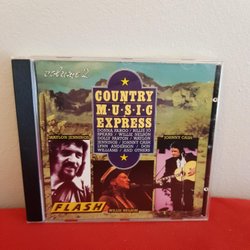 volume 2
COUNTRY
M·U·S·I·C
EXPRESS
DONNA FARGO / BILLIE JO
SPEARS / WILLIE NELSON
DOLLY PARTON / WAYLON
JENNINGS / JOHNNY CASH
LYNN ANDERSON / DON
WILLIAMS / AND OTHERS
WAYLON JENNINGS
JOHNNY CASH
FLASH
WILLIE NELSON